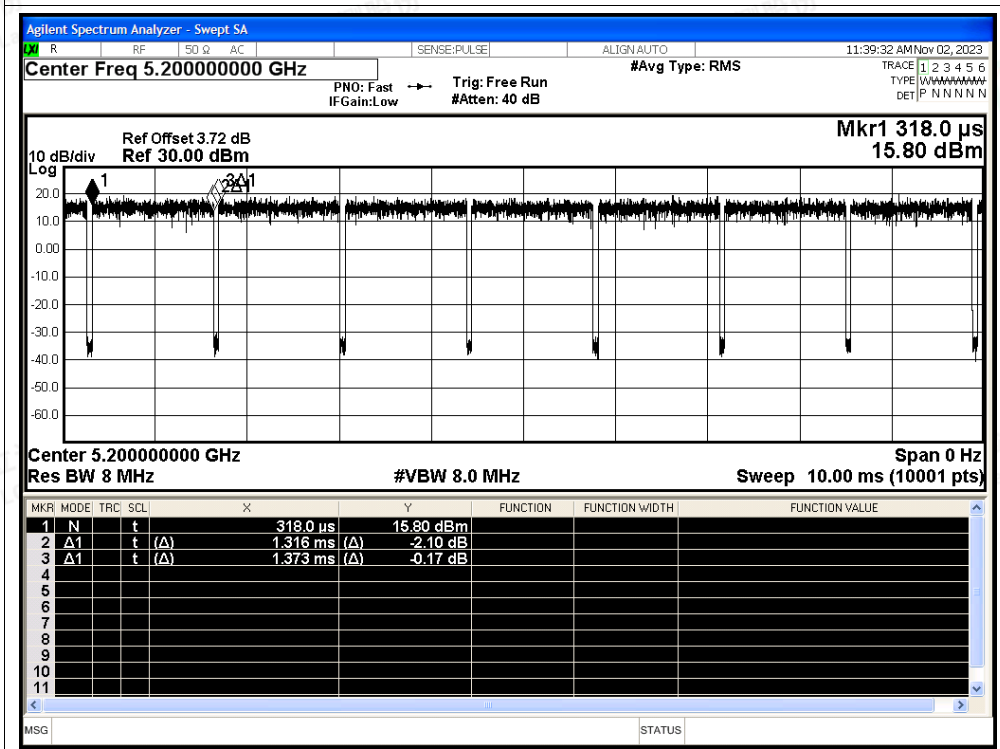 Agilent Spectrum Analyzer - Swept SA
LXI R RF 50 Ω AC SENSE:PULSE ALIGN AUTO 11:39:32 AM Nov 02, 2023
Center Freq 5.200000000 GHz #Avg Type: RMS TRACE 1 2 3 4 5 6
PNO: Fast Trig: Free Run TYPE WWWWWW
IFGain:Low #Atten: 40 dB DET P N N N N N
Mkr1 318.0 µs
Ref Offset 3.72 dB
10 dB/div Ref 30.00 dBm 15.80 dBm
Log
1 2Δ1 3Δ1
20.0
10.0
0.00
-10.0
-20.0
-30.0
-40.0
-50.0
-60.0
Center 5.200000000 GHz Span 0 Hz
Res BW 8 MHz #VBW 8.0 MHz Sweep 10.00 ms (10001 pts)
MKR MODE TRC SCL X Y FUNCTION FUNCTION WIDTH FUNCTION VALUE
1 N t 318.0 µs 15.80 dBm
2 Δ1 t (Δ) 1.316 ms (Δ) -2.10 dB
3 Δ1 t (Δ) 1.373 ms (Δ) -0.17 dB
4
5
6
7
8
9
10
11
MSG STATUS